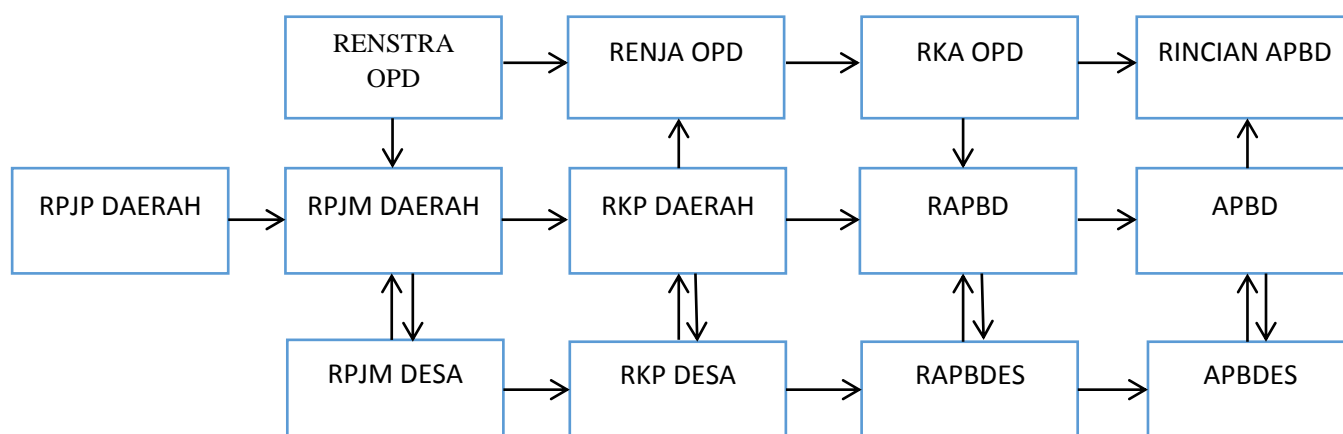 RENSTRA
OPD
RENJA OPD
RKA OPD
RINCIAN APBD
RPJP DAERAH
RPJM DAERAH
RKP DAERAH
RAPBD
APBD
RPJM DESA
RKP DESA
RAPBDES
APBDES